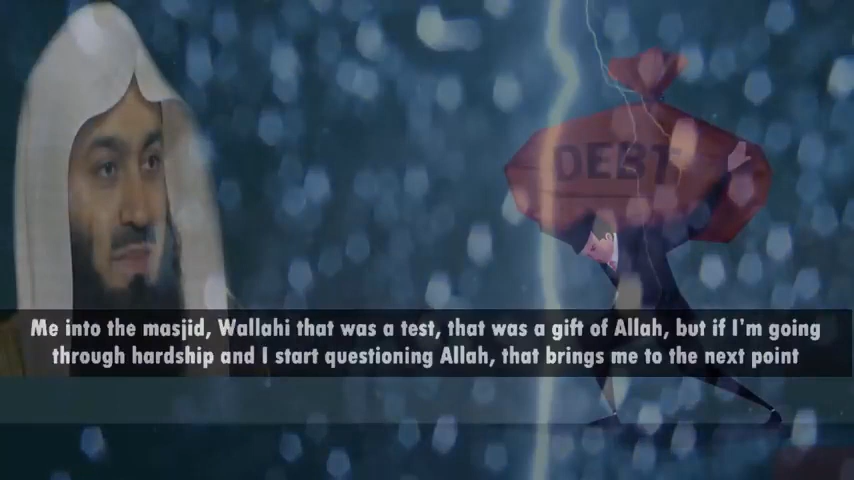 DEBT
Me into the masjid, Wallahi that was a test, that was a gift of Allah, but if I'm going
through hardship and I start questioning Allah, that brings me to the next point